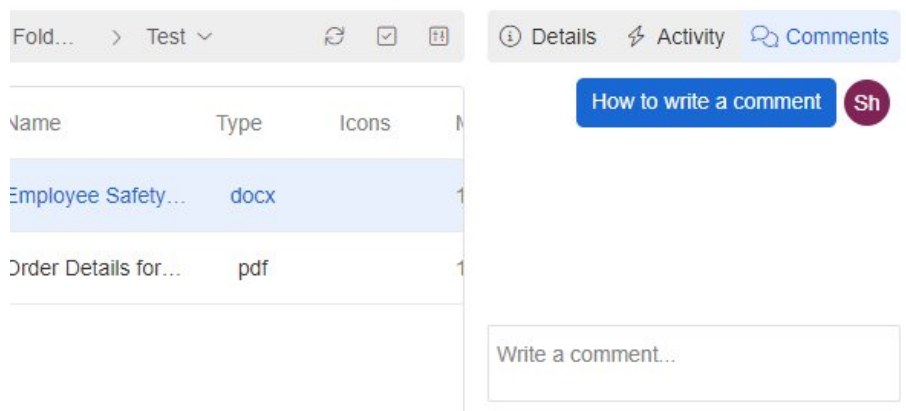 Fold... > Test
Details Activity Comments
How to write a comment Sh
Name Type Icons
Employee Safety... docx
Order Details for... pdf
Write a comment...